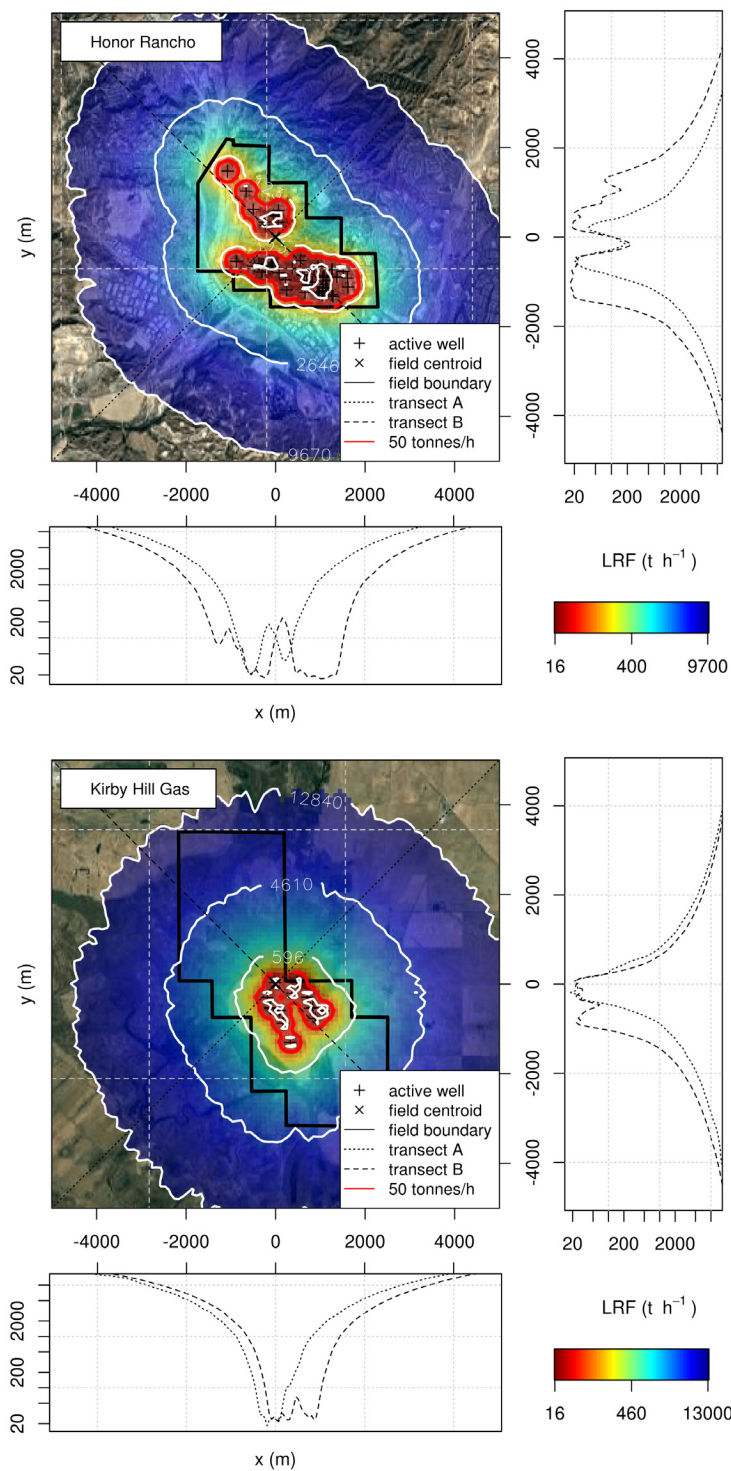 Honor Rancho
y (m)
2646
9670
active well
field centroid
field boundary
transect A
transect B
50 tonnes/h
-4000 -2000 0 2000 4000
4000
2000
0
-2000
-4000
20 200 2000
2000
200
20
x (m)
LRF (t h⁻¹)
16 400 9700
Kirby Hill Gas
y (m)
12840
4610
596
active well
field centroid
field boundary
transect A
transect B
50 tonnes/h
-4000 -2000 0 2000 4000
4000
2000
0
-2000
-4000
20 200 2000
2000
200
20
x (m)
LRF (t h⁻¹)
16 460 13000